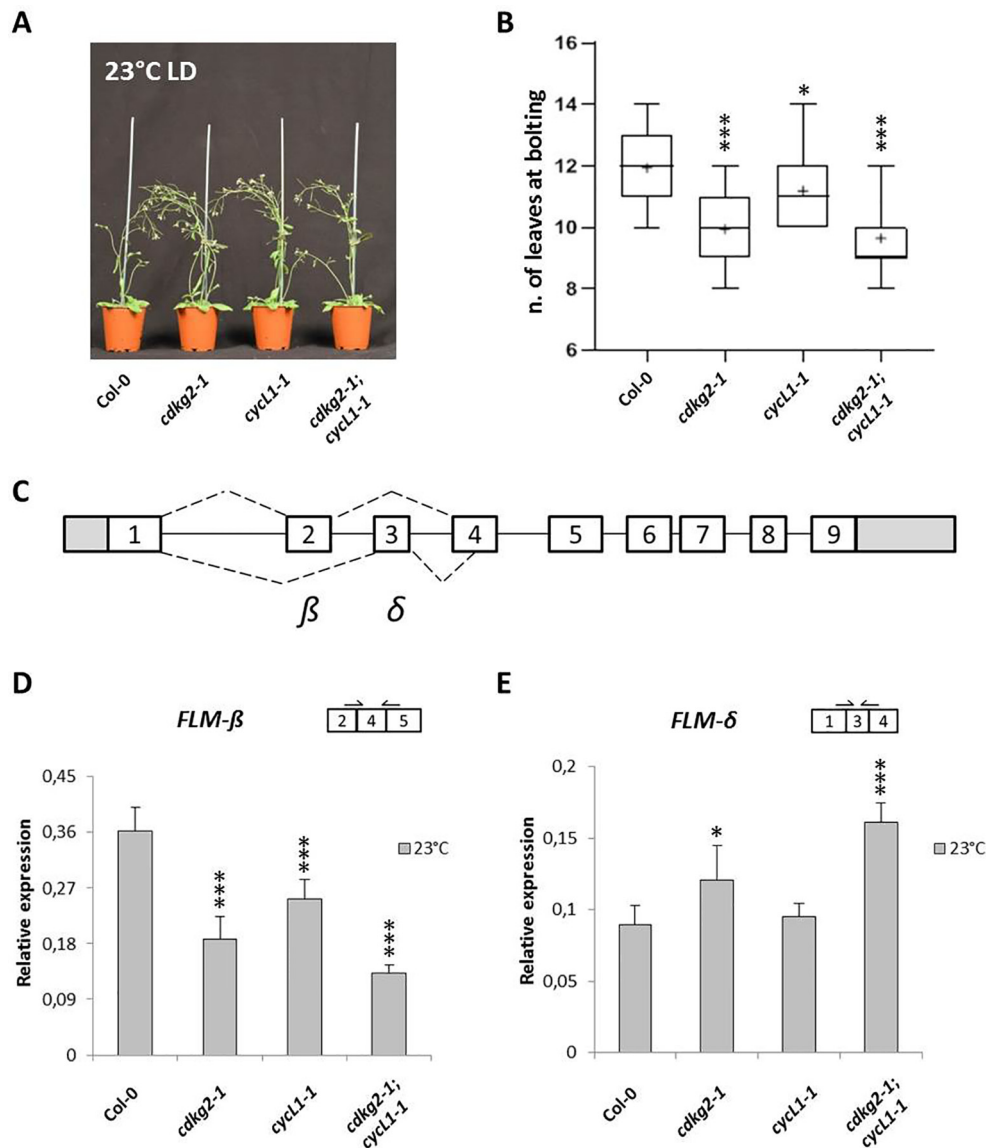 A
23°C LD
Col-0
cdkg2-1
cycL1-1
cdkg2-1;
cycL1-1
B
n. of leaves at bolting
16
14
12
10
8
6
*
***
***
Col-0
cdkg2-1
cycL1-1
cdkg2-1;
cycL1-1
C
1 2 3 4 5 6 7 8 9
ß δ
D
FLM-ß
2 4 5
Relative expression
0,45
0,36
0,27
0,18
0,09
0
***
***
***
23°C
Col-0
cdkg2-1
cycL1-1
cdkg2-1;
cycL1-1
E
FLM-δ
1 3 4
Relative expression
0,2
0,15
0,1
0,05
0
*
***
23°C
Col-0
cdkg2-1
cycL1-1
cdkg2-1;
cycL1-1